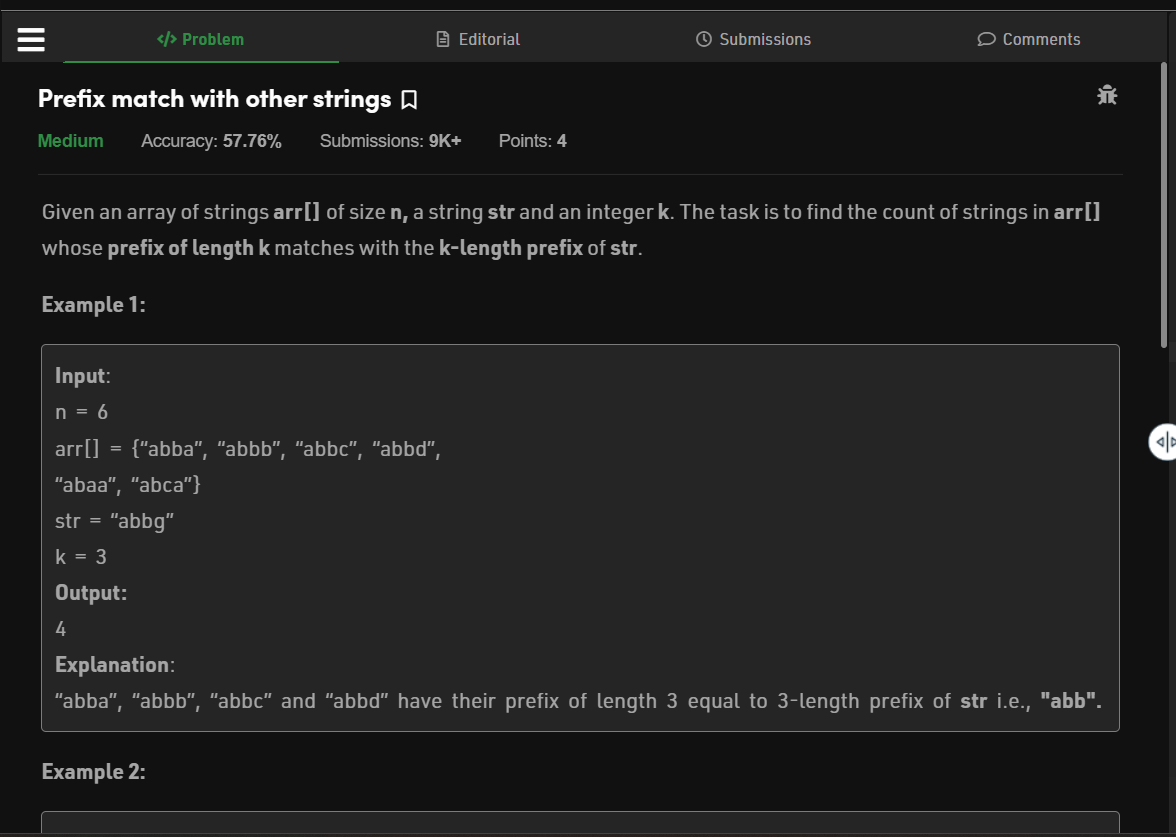 </> Problem
Editorial
Submissions
Comments
Prefix match with other strings
Medium Accuracy: 57.76% Submissions: 9K+ Points: 4
Given an array of strings arr[] of size n, a string str and an integer k. The task is to find the count of strings in arr[]
whose prefix of length k matches with the k-length prefix of str.
Example 1:
Input:
n = 6
arr[] = {“abba”, “abbb”, “abbc”, “abbd”,
“abaa”, “abca”}
str = “abbg”
k = 3
Output:
4
Explanation:
“abba”, “abbb”, “abbc” and “abbd” have their prefix of length 3 equal to 3-length prefix of str i.e., "abb".
Example 2: